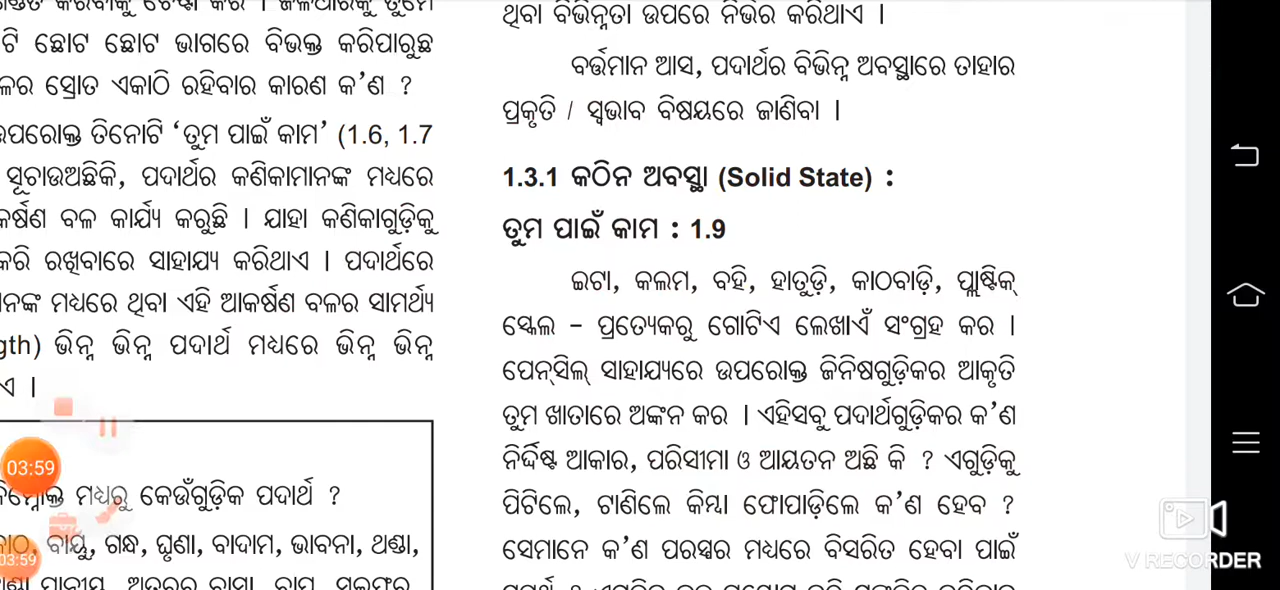 ଟି ଛୋଟ ଛୋଟ ଭାଗରେ ବିଭକ୍ତ କରିପାରୁଛ
ସ୍ରୋତ ଏକାଠି ରହିବାର କାରଣ କ'ଣ ?
ଉପରୋକ୍ତ ତିନୋଟି 'ତୁମ ପାଇଁ କାମ' (1.6, 1.7
ସୂଚାଉଅଛିକି, ପଦାର୍ଥର କଣିକାମାନଙ୍କ ମଧ୍ୟରେ
ବଳ କାର୍ଯ୍ୟ କରୁଛି । ଯାହା କଣିକାଗୁଡ଼ିକୁ
କରି ରଖିବାରେ ସାହାଯ୍ୟ କରିଥାଏ । ପଦାର୍ଥରେ
ମଧ୍ୟରେ ଥିବା ଏହି ଆକର୍ଷଣ ବଳର ସାମର୍ଥ୍ୟ
ଭିନ୍ନ ଭିନ୍ନ ପଦାର୍ଥ ମଧ୍ୟରେ ଭିନ୍ନ ଭିନ୍ନ
।
ମଧ୍ୟରୁ କେଉଁଗୁଡ଼ିକ ପଦାର୍ଥ ?
ବାୟୁ, ଗନ୍ଧ, ଘୃଣା, ବାଦାମ, ଭାବନା, ଥଣ୍ଡା,
ଥିବା ବିଭିନ୍ନତା ଉପରେ ନିର୍ଭର କରିଥାଏ ।
ବର୍ତ୍ତମାନ ଆସ, ପଦାର୍ଥର ବିଭିନ୍ନ ଅବସ୍ଥାରେ ତାହାର
ପ୍ରକୃତି / ସ୍ୱଭାବ ବିଷୟରେ ଜାଣିବା ।
1.3.1 କଠିନ ଅବସ୍ଥା (Solid State) :
ତୁମ ପାଇଁ କାମ : 1.9
ଇଟା, କଲମ, ବହି, ହାତୁଡ଼ି, କାଠବାଡ଼ି, ପ୍ଲାଷ୍ଟିକ୍
ସ୍କେଲ – ପ୍ରତ୍ୟେକରୁ ଗୋଟିଏ ଲେଖାଏଁ ସଂଗ୍ରହ କର ।
ପେନ୍‌ସିଲ୍ ସାହାଯ୍ୟରେ ଉପରୋକ୍ତ ଜିନିଷଗୁଡ଼ିକର ଆକୃତି
ତୁମ ଖାତାରେ ଅଙ୍କନ କର । ଏହିସବୁ ପଦାର୍ଥଗୁଡ଼ିକର କ'ଣ
ନିର୍ଦ୍ଦିଷ୍ଟ ଆକାର, ପରିସୀମା ଓ ଆୟତନ ଅଛି କି ? ଏଗୁଡ଼ିକୁ
ପିଟିଲେ, ଟାଣିଲେ କିମ୍ବା ଫୋପାଡ଼ିଲେ କ'ଣ ହେବ ?
ସେମାନେ କ'ଣ ପରସ୍ପର ମଧ୍ୟରେ ବିସରିତ ହେବା ପାଇଁ
03:59
03:59
V RECORDER